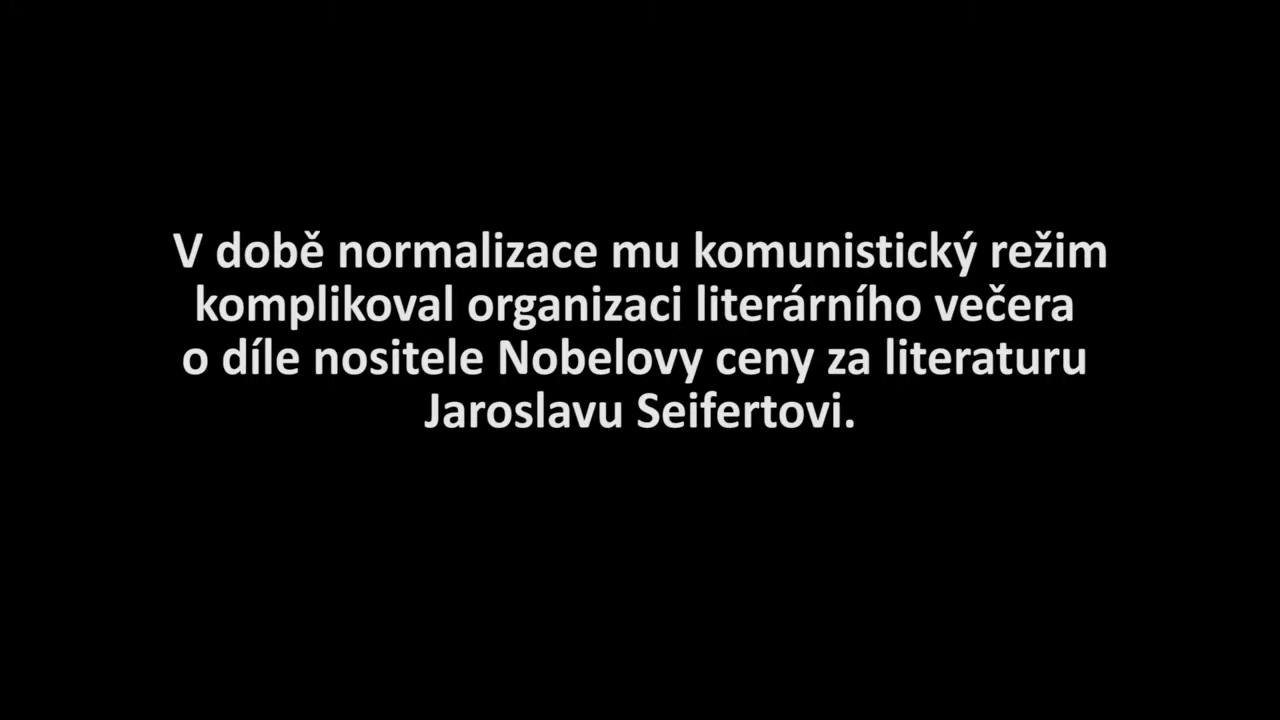 V době normalizace mu komunistický režim
komplikoval organizaci literárního večera
o díle nositele Nobelovy ceny za literaturu
Jaroslavu Seifertovi.